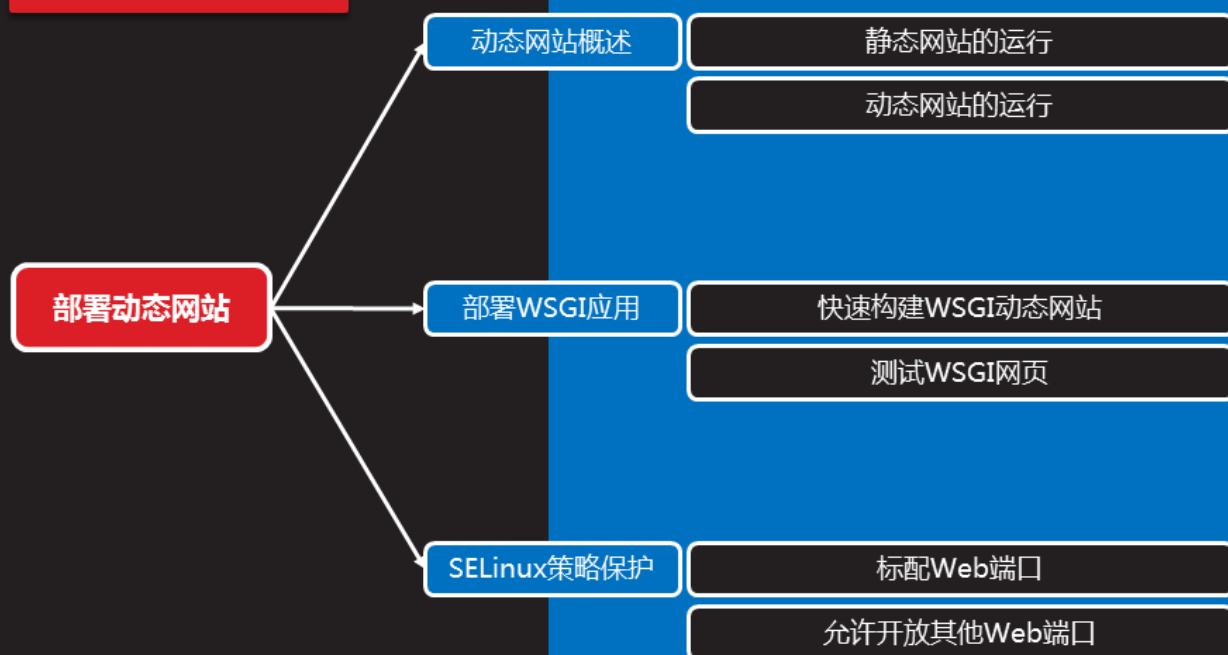 动态网站概述
静态网站的运行
动态网站的运行
部署动态网站
部署WSGI应用
快速构建WSGI动态网站
测试WSGI网页
SELinux策略保护
标配Web端口
允许开放其他Web端口